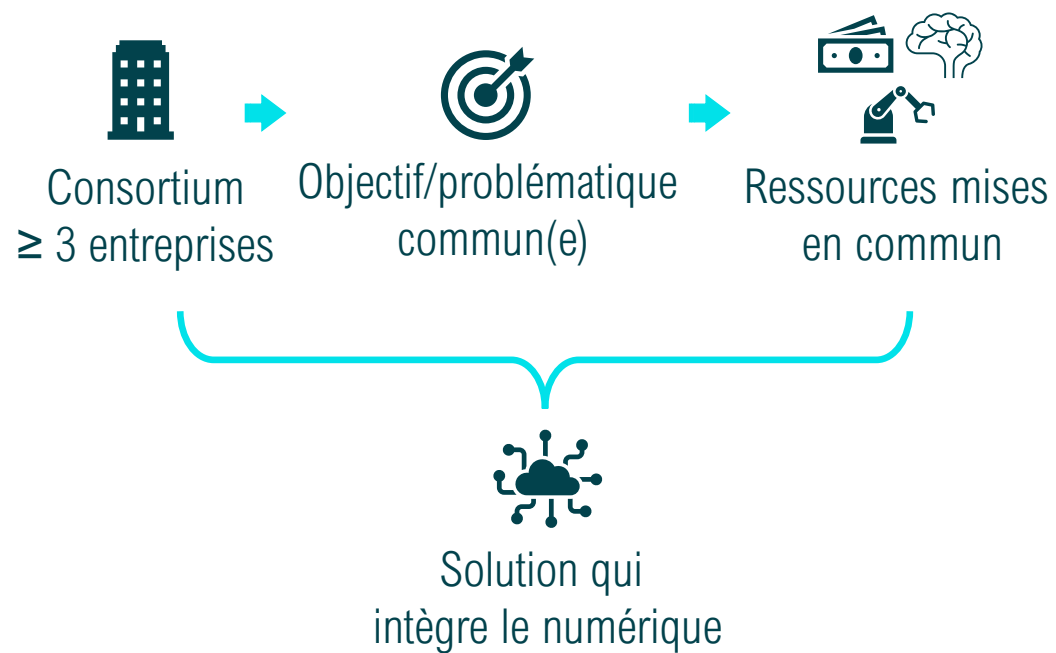 Consortium
≥ 3 entreprises
Objectif/problématique
commun(e)
Ressources mises
en commun
Solution qui
intègre le numérique